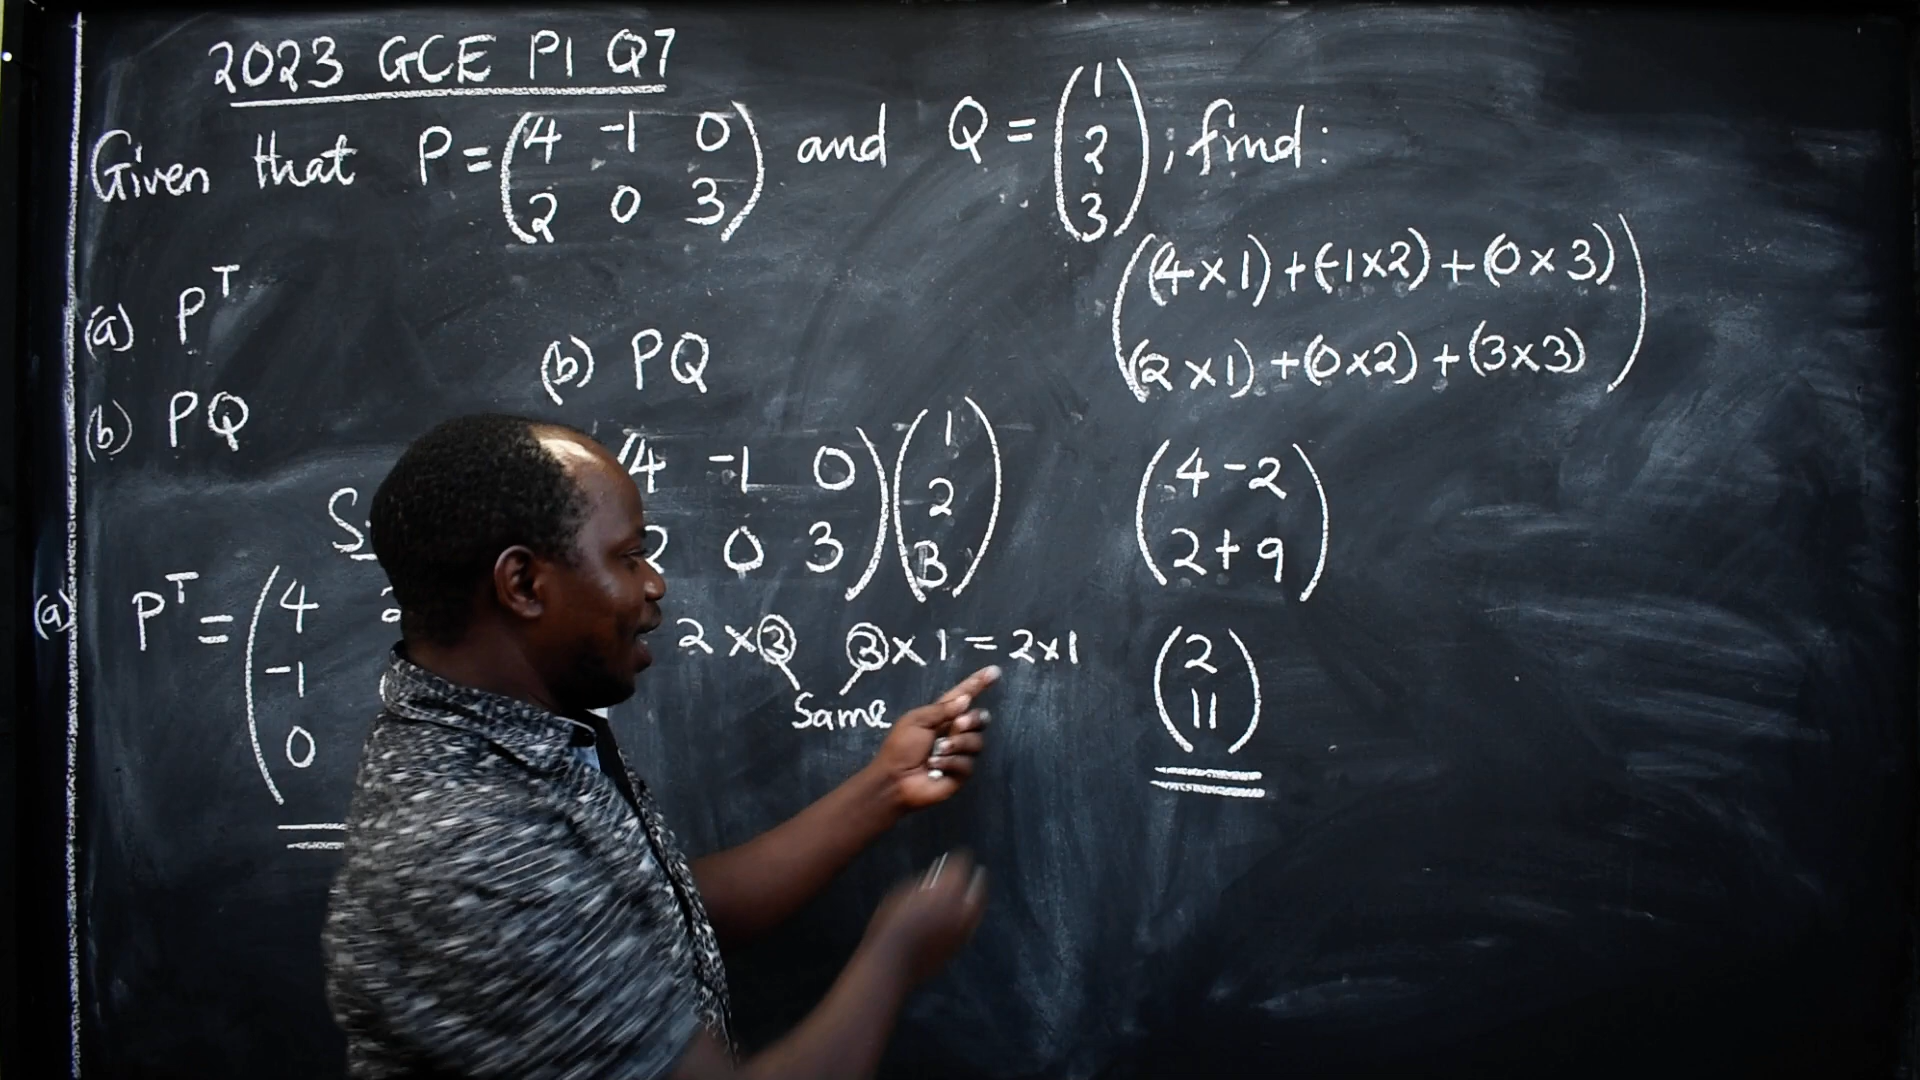 2023 GCE P1 Q7
Given that P = (4 -1 0
2 0 3) and Q = (1
2
3); find:
(a) P^T
(b) PQ
(a) P^T = (4
-1
0
(b) PQ
4 -1 0) (1
2
2 0 3) 3)
2 x 3 3 x 1 = 2 x 1
Same
((4 x 1) + (-1 x 2) + (0 x 3)
(2 x 1) + (0 x 2) + (3 x 3))
(4 - 2
2 + 9)
(2
11)